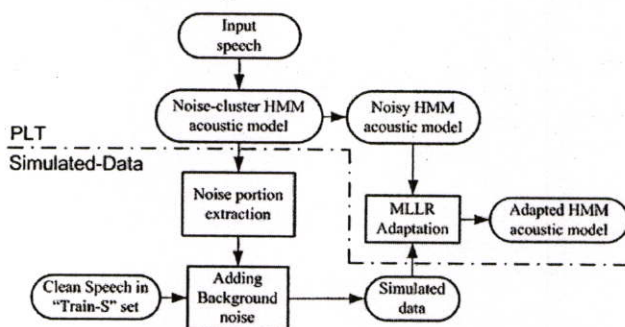 Input
speech
Noise-cluster HMM
acoustic model
Noisy HMM
acoustic model
PLT
Simulated-Data
Noise portion
extraction
MLLR
Adaptation
Adapted HMM
acoustic model
Clean Speech in
"Train-S" set
Adding
Background
noise
Simulated
data